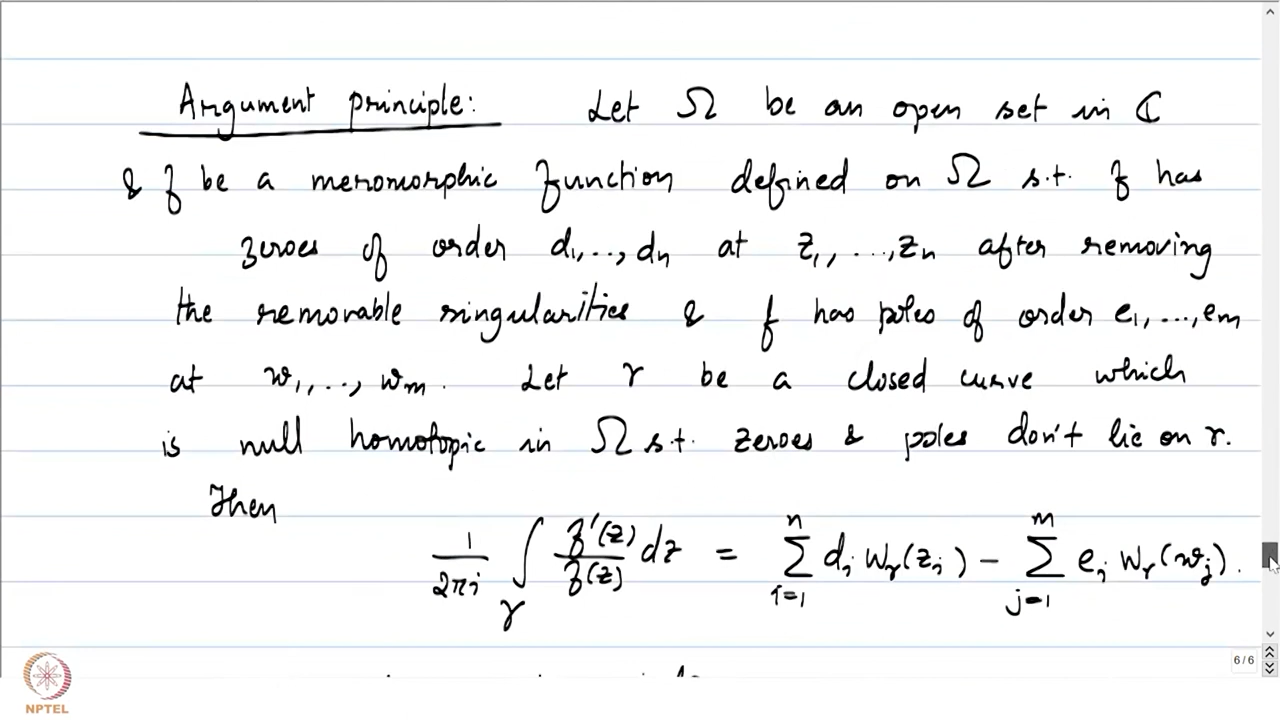 Argument principle: Let Ω be an open set in ℂ
& f be a meromorphic function defined on Ω s.t. f has
zeroes of order d₁,..,dₙ at z₁, ...,zₙ after removing
the removable singularities & f has poles of order e₁,...,eₘ
at w₁,..., wₘ. Let γ be a closed curve which
is null homotopic in Ω s.t. zeroes & poles don't lie on γ.
Then
1/2πi ∫_γ f'(z)/f(z) dz = ∑_{i=1}^{n} dᵢ W_γ(zᵢ) − ∑_{j=1}^{m} eⱼ W_γ(wⱼ).
6 / 6
NPTEL